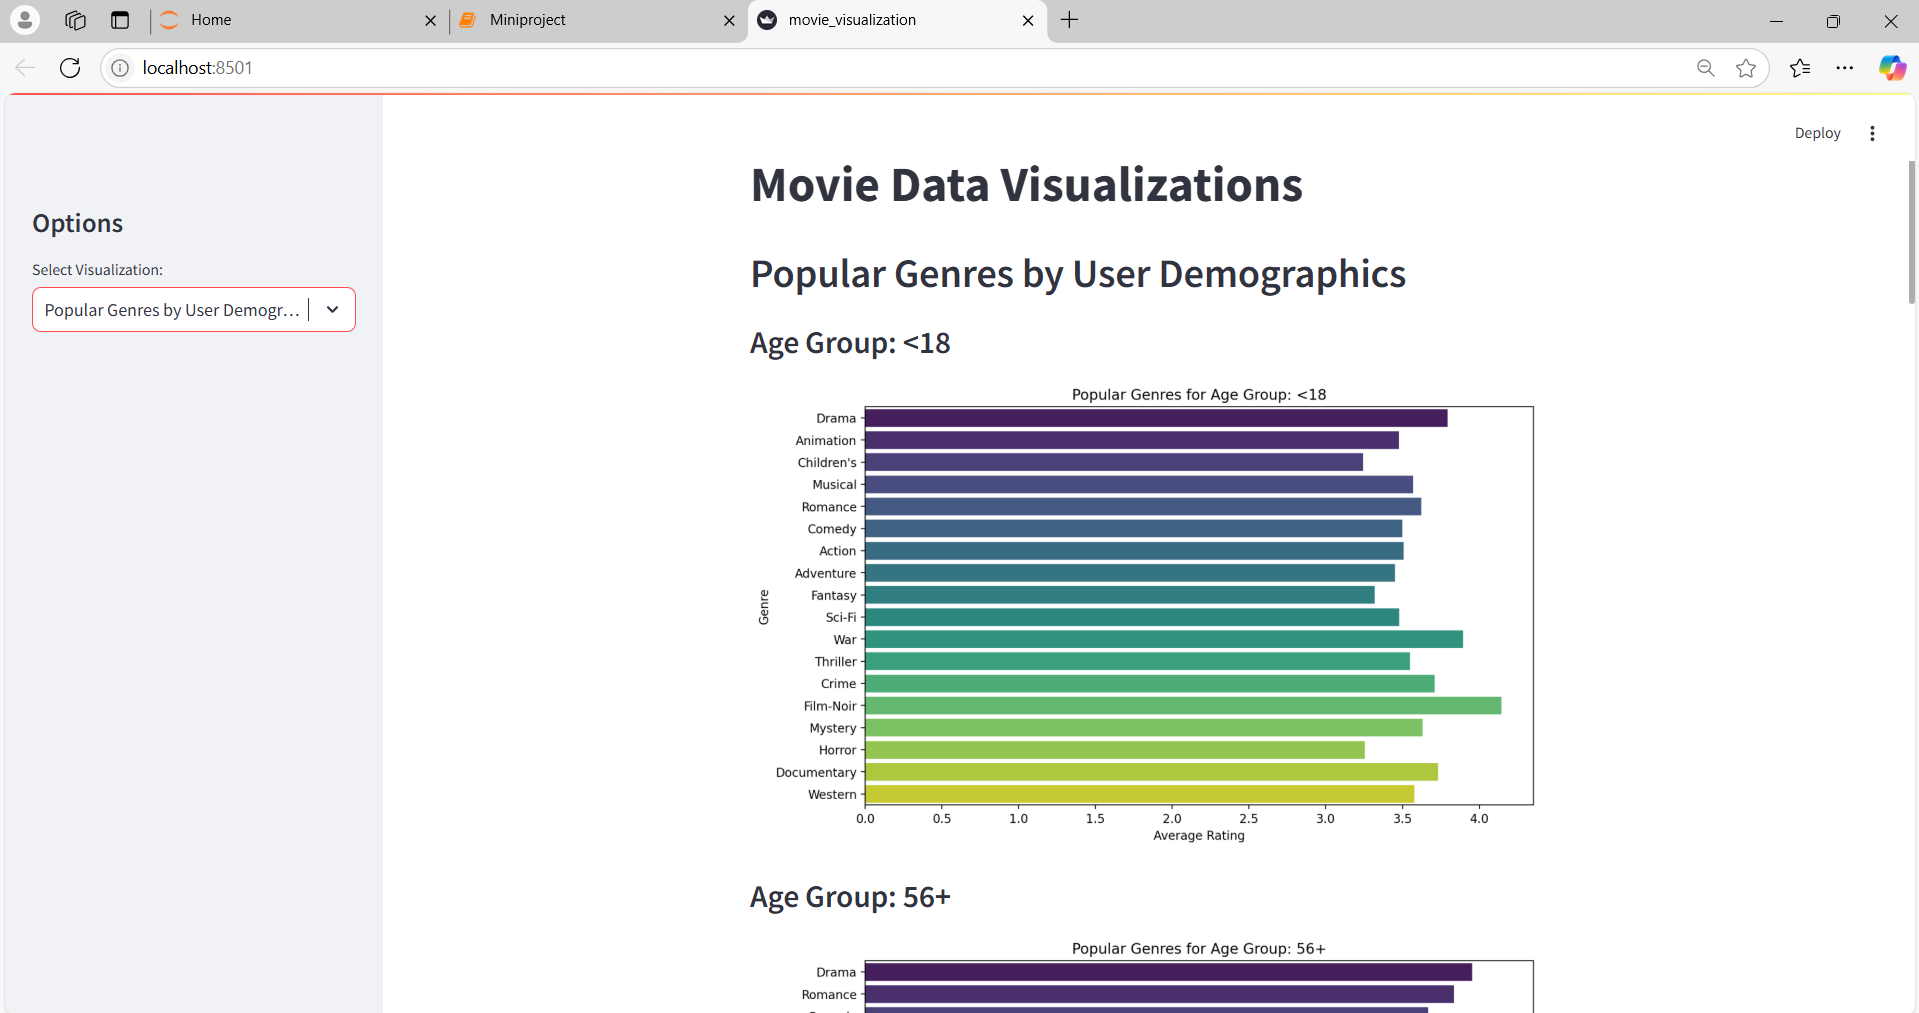 Home
Miniproject
movie_visualization
localhost:8501
Deploy
Options
Select Visualization:
Popular Genres by User Demogr...
Movie Data Visualizations
Popular Genres by User Demographics
Age Group: <18
Popular Genres for Age Group: <18
Drama
Animation
Children's
Musical
Romance
Comedy
Action
Adventure
Fantasy
Sci-Fi
War
Thriller
Crime
Film-Noir
Mystery
Horror
Documentary
Western
Genre
0.0 0.5 1.0 1.5 2.0 2.5 3.0 3.5 4.0
Average Rating
Age Group: 56+
Popular Genres for Age Group: 56+
Drama
Romance